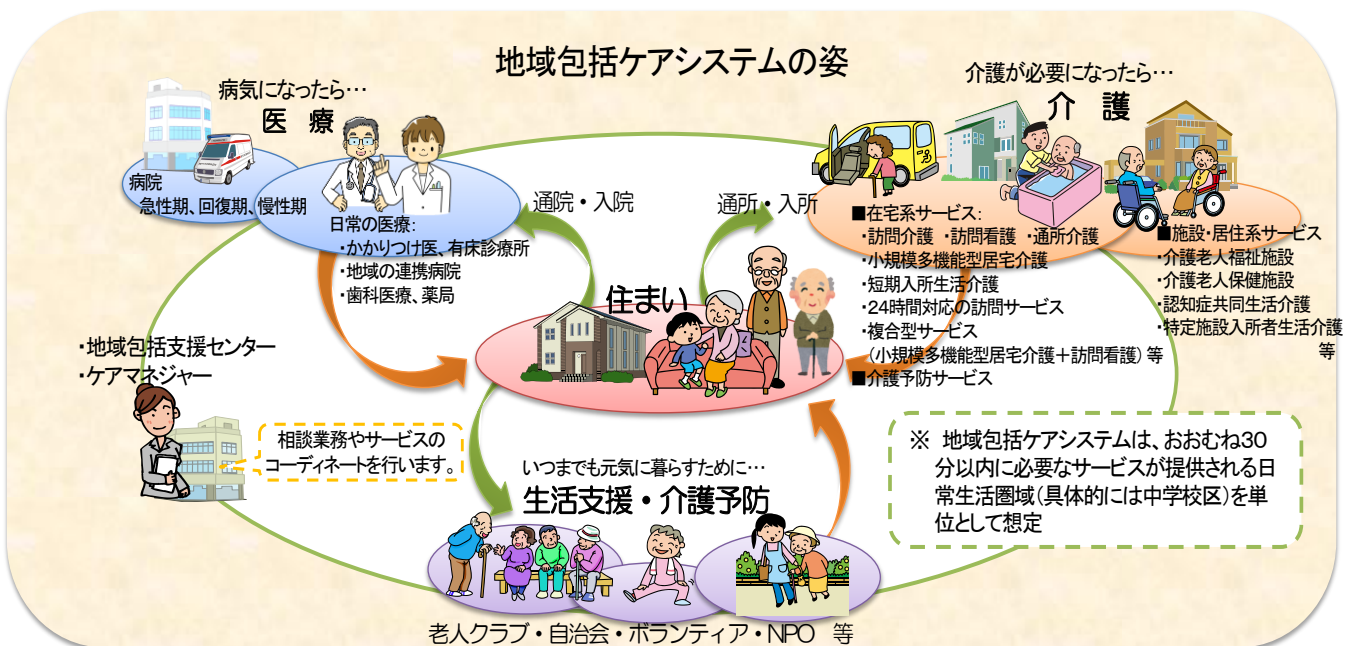 地域包括ケアシステムの姿
病気になったら…
医 療
病院
急性期、回復期、慢性期
日常の医療:
・かかりつけ医、有床診療所
・地域の連携病院
・歯科医療、薬局
通院・入院
通所・入所
介護が必要になったら…
介 護
■在宅系サービス:
・訪問介護 ・訪問看護 ・通所介護
・小規模多機能型居宅介護
・短期入所生活介護
・24時間対応の訪問サービス
・複合型サービス
(小規模多機能型居宅介護+訪問看護) 等
■介護予防サービス
■施設・居住系サービス
・介護老人福祉施設
・介護老人保健施設
・認知症共同生活介護
・特定施設入所者生活介護
等
住まい
・地域包括支援センター
・ケアマネジャー
相談業務やサービスの
コーディネートを行います。
いつまでも元気に暮らすために…
生活支援・介護予防
老人クラブ・自治会・ボランティア・NPO 等
※ 地域包括ケアシステムは、おおむね30
分以内に必要なサービスが提供される日
常生活圏域(具体的には中学校区)を単
位として想定